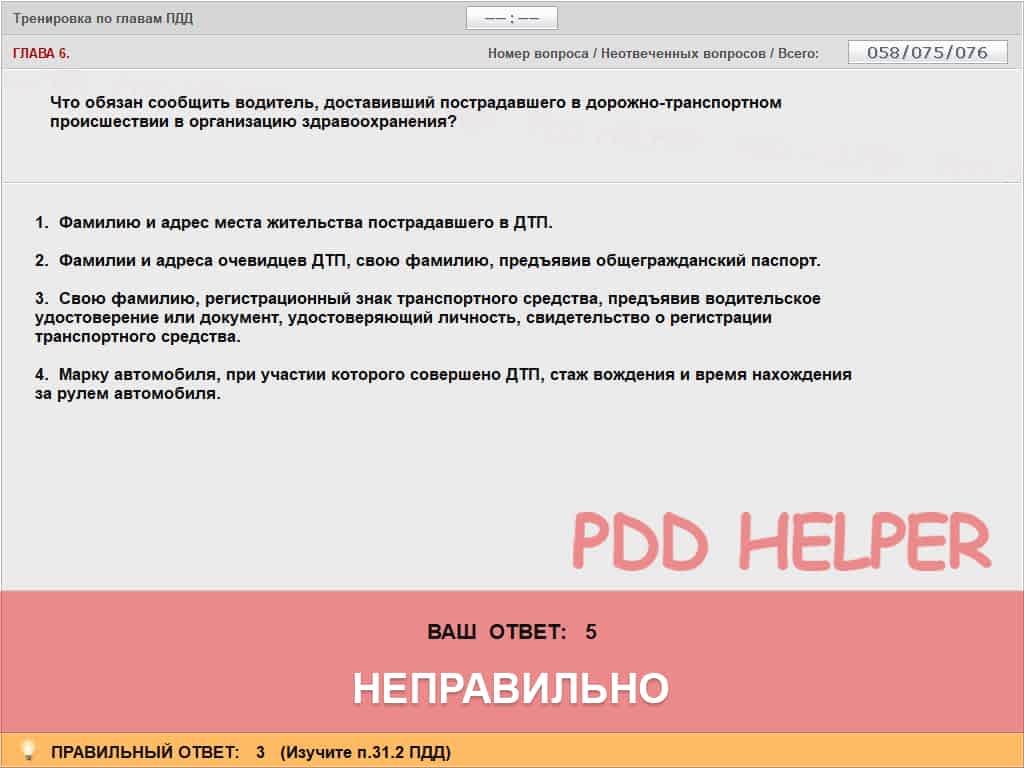 Тренировка по главам ПДД
—— : ——
ГЛАВА 6.
Номер вопроса / Неотвеченных вопросов / Всего:
058/075/076
Что обязан сообщить водитель, доставивший пострадавшего в дорожно-транспортном
происшествии в организацию здравоохранения?
1. Фамилию и адрес места жительства пострадавшего в ДТП.
2. Фамилии и адреса очевидцев ДТП, свою фамилию, предъявив общегражданский паспорт.
3. Свою фамилию, регистрационный знак транспортного средства, предъявив водительское
удостоверение или документ, удостоверяющий личность, свидетельство о регистрации
транспортного средства.
4. Марку автомобиля, при участии которого совершено ДТП, стаж вождения и время нахождения
за рулем автомобиля.
PDD HELPER
ВАШ ОТВЕТ: 5
НЕПРАВИЛЬНО
ПРАВИЛЬНЫЙ ОТВЕТ: 3 (Изучите п.31.2 ПДД)